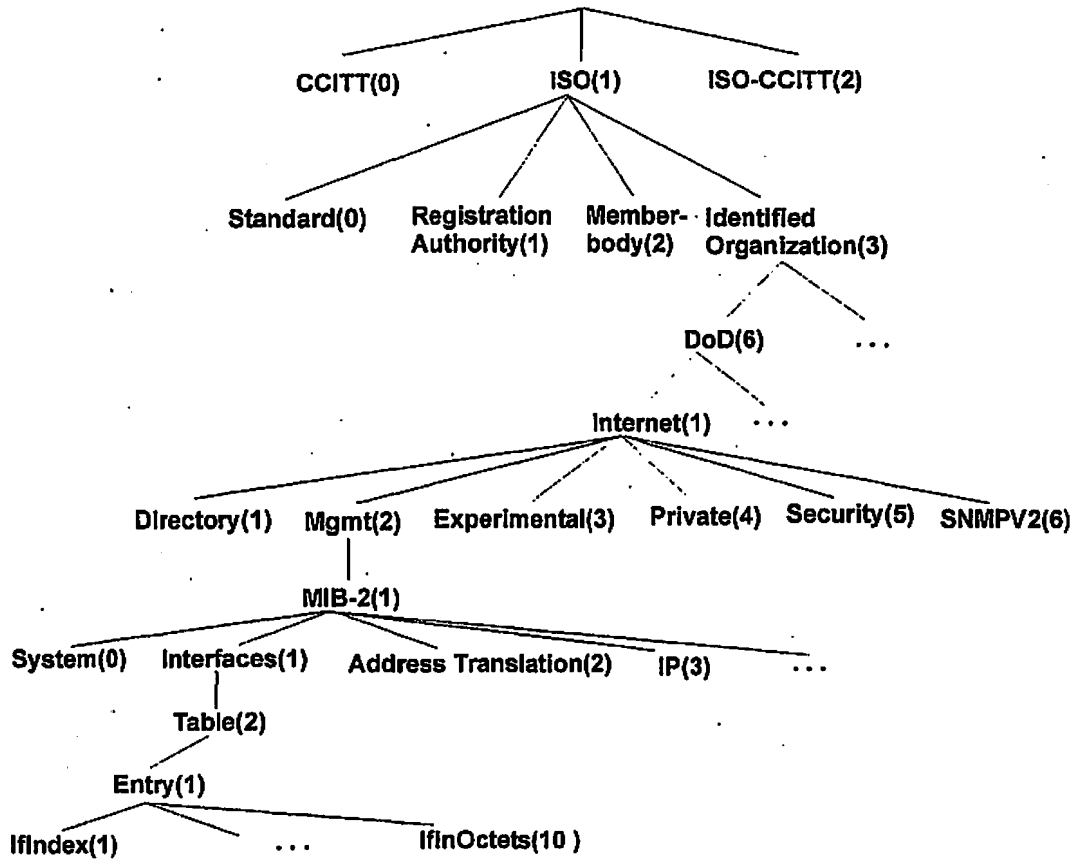 CCITT(0) ISO(1) ISO-CCITT(2)
Standard(0) Registration Authority(1) Member-body(2) Identified Organization(3)
DoD(6) ...
Internet(1) ...
Directory(1) Mgmt(2) Experimental(3) Private(4) Security(5) SNMPV2(6)
MIB-2(1)
System(0) Interfaces(1) Address Translation(2) IP(3) ...
Table(2)
Entry(1)
IfIndex(1) ... IfInOctets(10 )